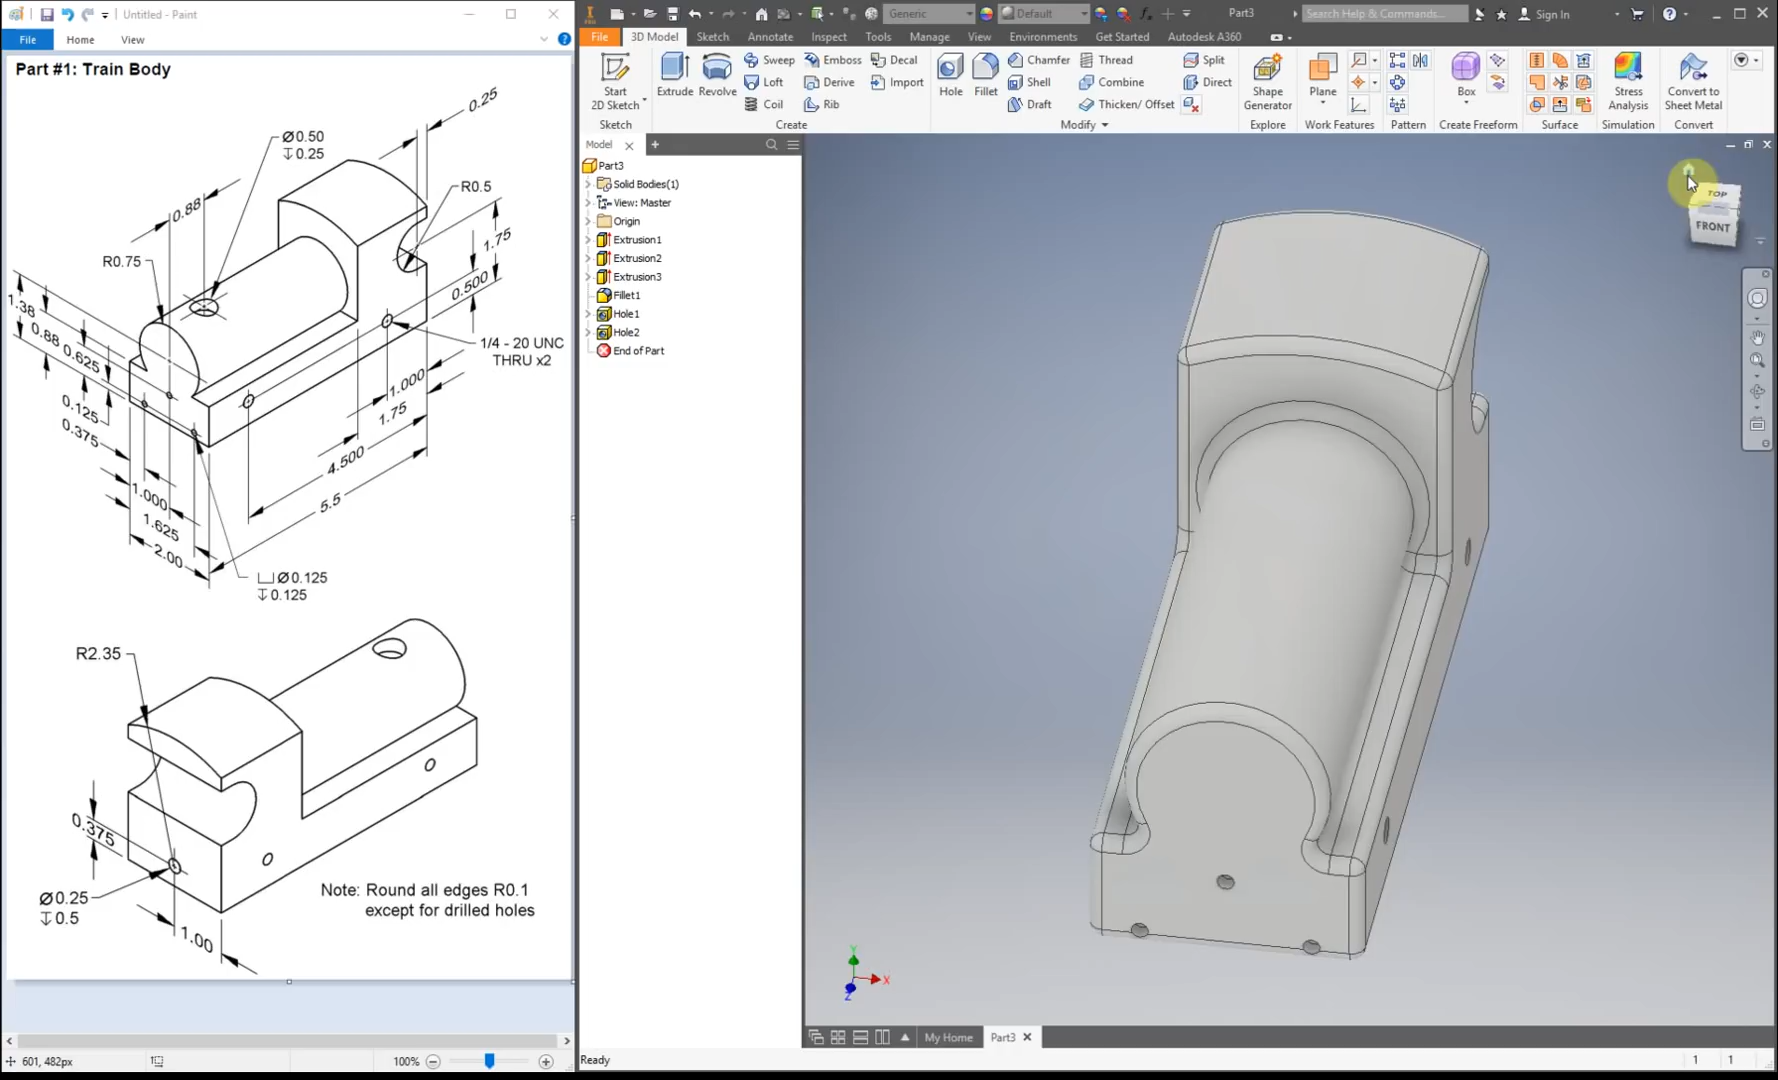 Untitled - Paint
File
Home
View
Part #1: Train Body
0.25
Ø0.50
↧0.25
R0.5
0.88
1.75
R0.75
0.500
1.38
0.88
0.625
1/4 - 20 UNC
THRU x2
1.000
0.125
1.75
0.375
4.500
1.000
5.5
1.625
2.00
⌴Ø0.125
↧0.125
R2.35
0.375
Ø0.25
↧0.5
Note: Round all edges R0.1
except for drilled holes
1.00
601, 482px
100%
Generic
Default
Part3
Search Help & Commands...
Sign In
File
3D Model
Sketch
Annotate
Inspect
Tools
View
Manage
Environments
Get Started
Autodesk A360
Start
2D Sketch
Sketch
Extrude
Revolve
Sweep
Loft
Coil
Emboss
Derive
Rib
Decal
Import
Create
Hole
Fillet
Chamfer
Shell
Draft
Thread
Combine
Thicken/ Offset
Split
Direct
Modify
Shape
Generator
Explore
Plane
Work Features
Pattern
Box
Create Freeform
Surface
Stress
Analysis
Simulation
Convert to
Sheet Metal
Convert
Model
Part3
Solid Bodies(1)
View: Master
Origin
Extrusion1
Extrusion2
Extrusion3
Fillet1
Hole1
Hole2
End of Part
TOP
FRONT
Y
X
Z
My Home
Part3
Ready
1
1